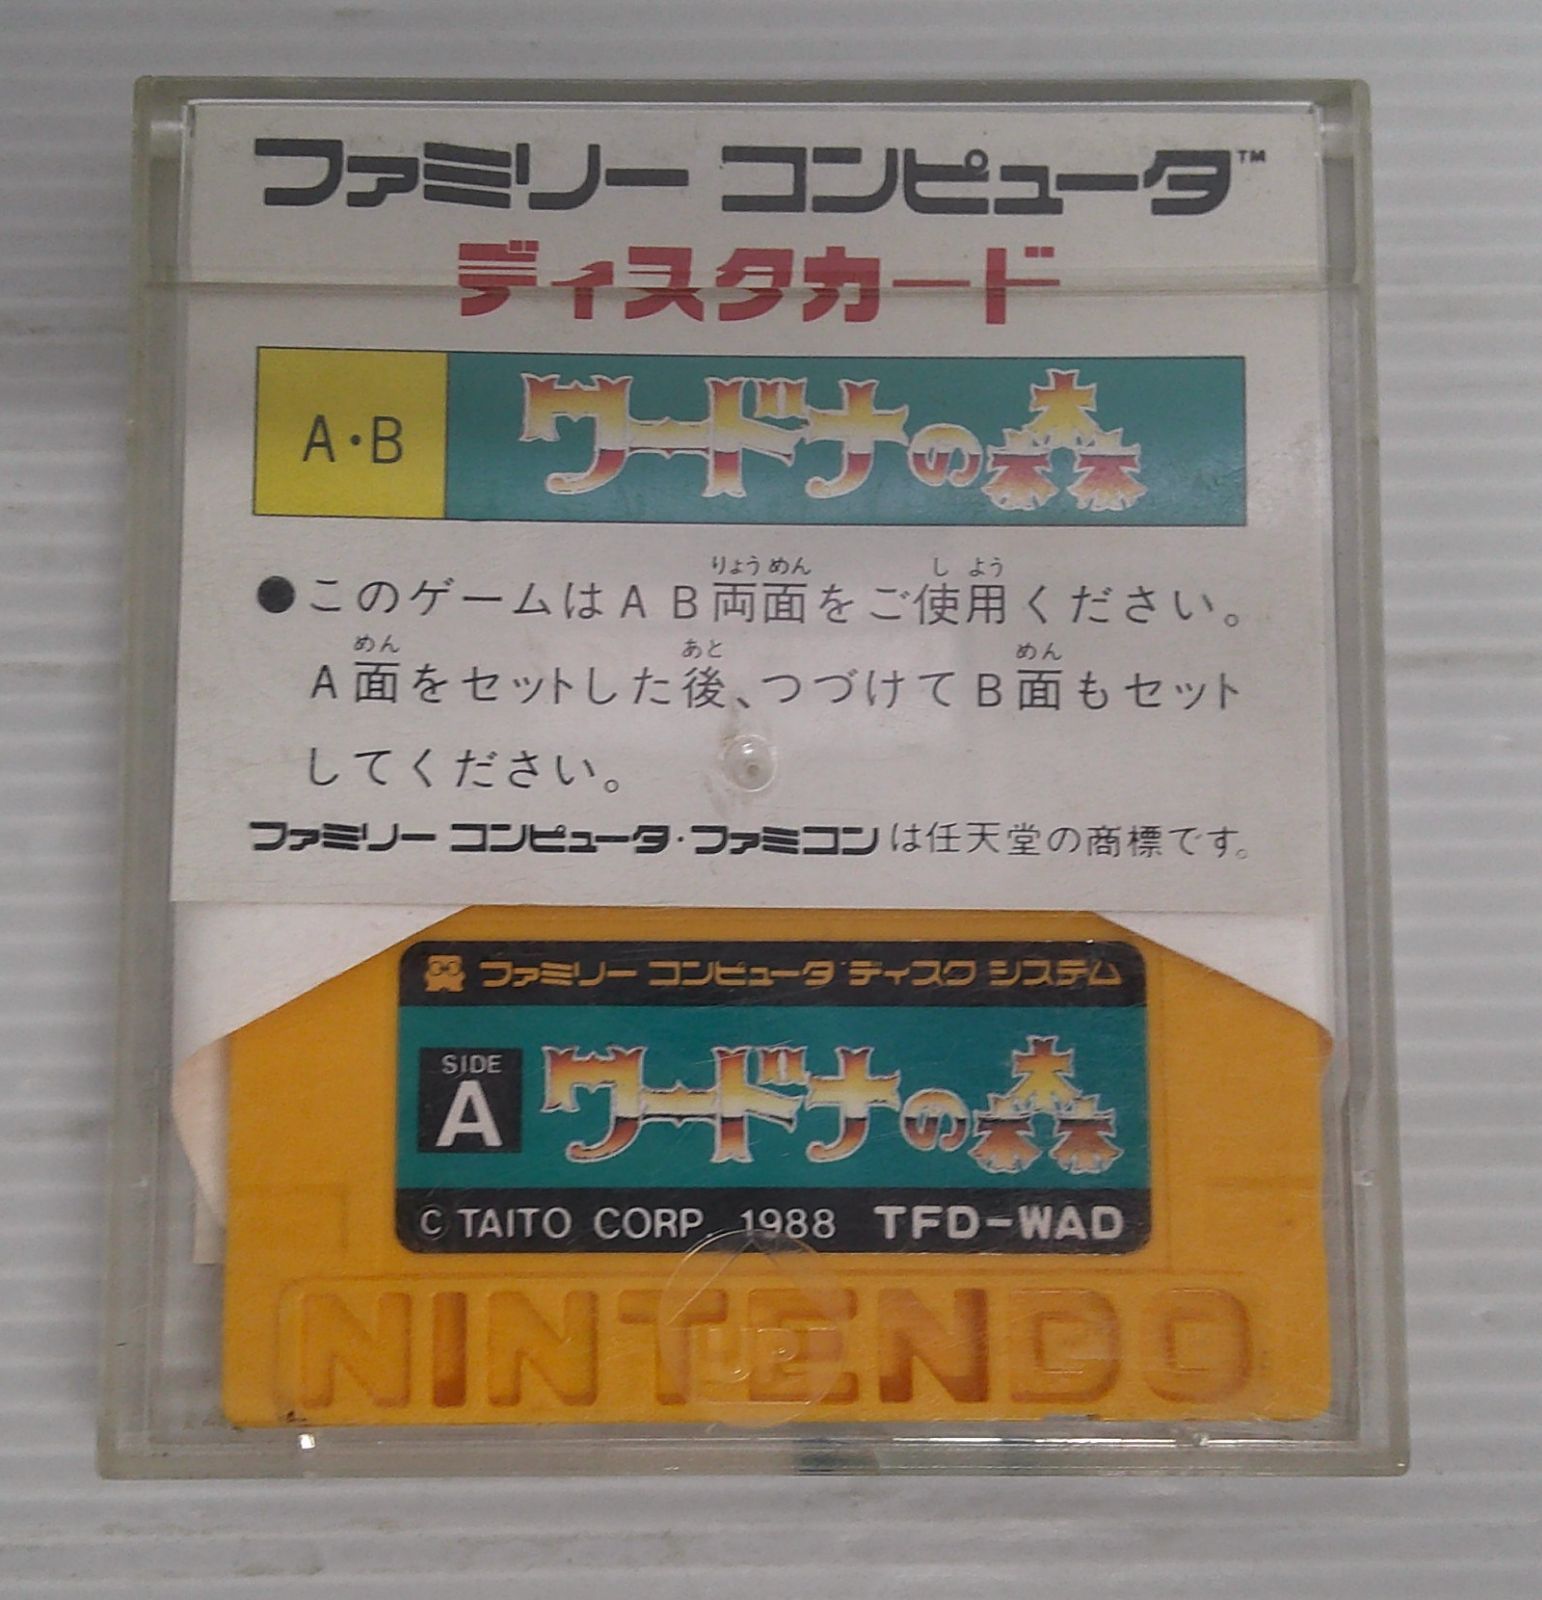 ファミリー コンピュータ™
ディスクカード
A・B
ワードナの森
●このゲームはAB両面をご使用ください。
りょうめん しよう
A面をセットした後、つづけてB面もセット
めん あと めん
してください。
ファミリー コンピュータ・ファミコンは任天堂の商標です。
ファミリー コンピュータ ディスク システム
SIDE
A
ワードナの森
© TAITO CORP. 1988 TFD-WAD
UP
NINTENDO